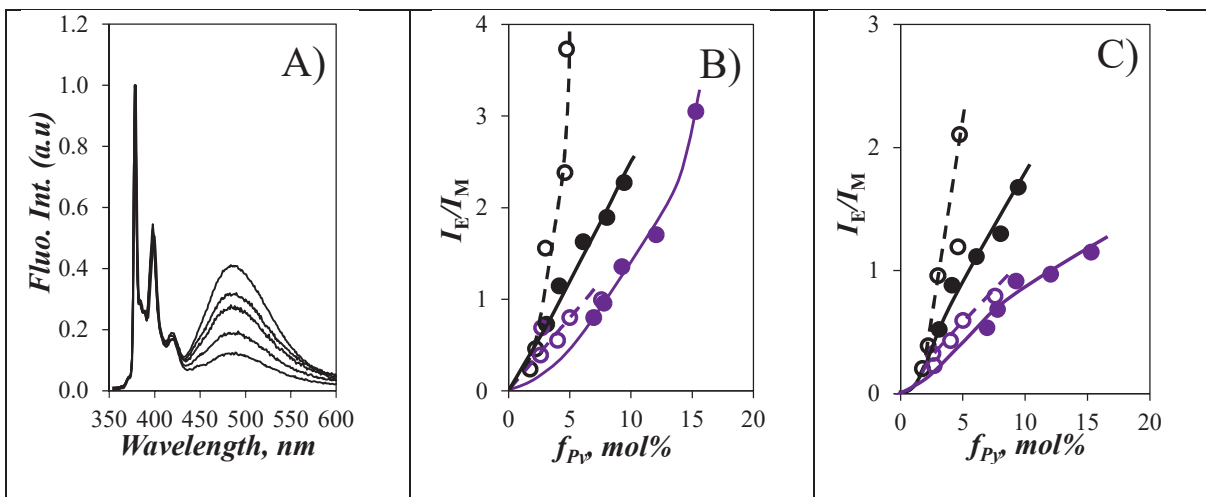 A)
1.2
1.0
0.8
0.6
0.4
0.2
0.0
Fluo. Int. (a.u)
350 400 450 500 550 600
Wavelength, nm
B)
4
3
2
1
0
IE/IM
0 5 10 15 20
fPy, mol%
C)
3
2
1
0
IE/IM
0 5 10 15 20
fPy, mol%